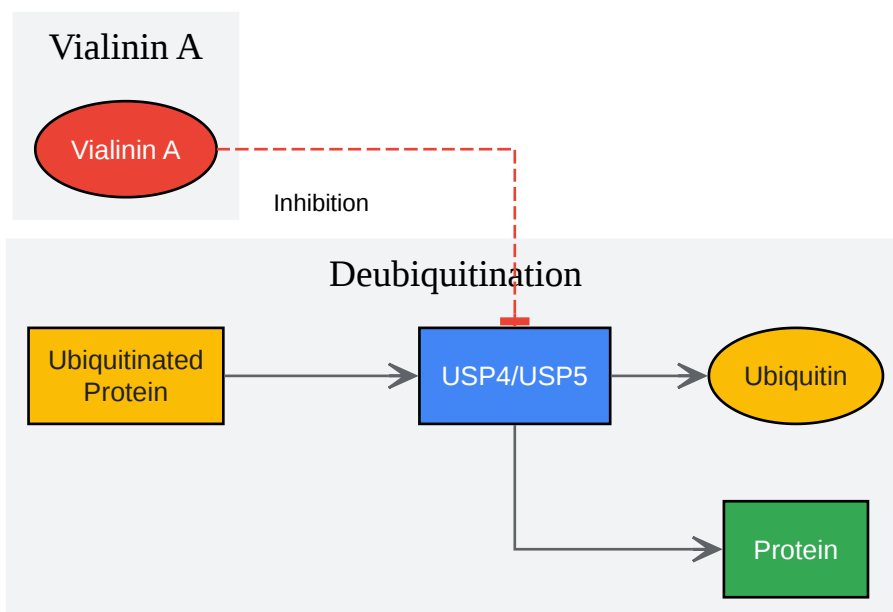 Vialinin A
Vialinin A
Inhibition
Deubiquitination
Ubiquitinated
Protein
USP4/USP5
Ubiquitin
Protein